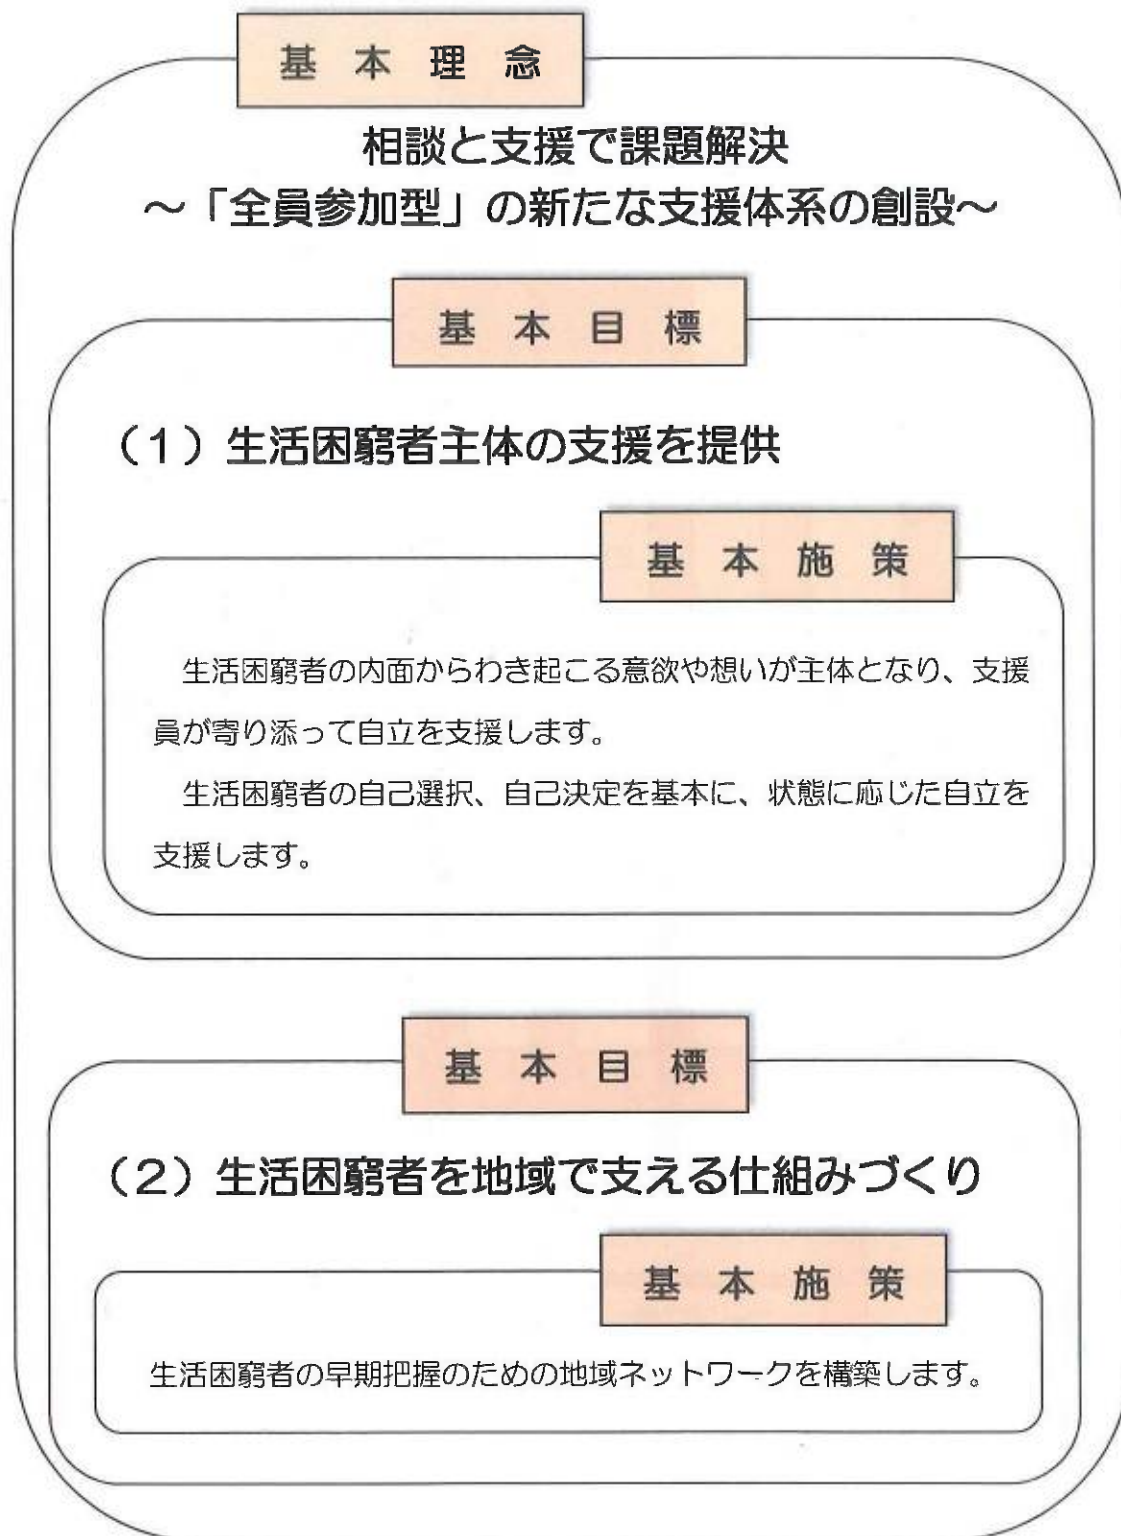 基本理念
相談と支援で課題解決
～「全員参加型」の新たな支援体系の創設～
基本目標
（１）生活困窮者主体の支援を提供
基本施策
生活困窮者の内面からわき起こる意欲や想いが主体となり、支援
員が寄り添って自立を支援します。
生活困窮者の自己選択、自己決定を基本に、状態に応じた自立を
支援します。
基本目標
（２）生活困窮者を地域で支える仕組みづくり
基本施策
生活困窮者の早期把握のための地域ネットワークを構築します。